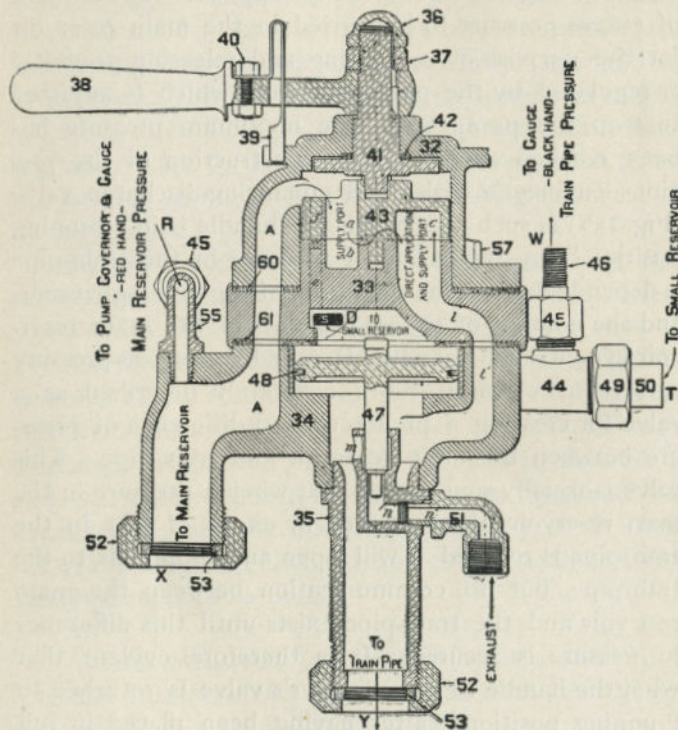 36
40
37
38
42
39
32
41
TO PUMP GOVERNOR & GAUGE
-RED HAND-
MAIN RESERVOIR PRESSURE
TO GAUGE
BLACK HAND
TRAIN PIPE PRESSURE
TO SMALL RESERVOIR
R
45
A
43
SUPPLY PORT
a
b
DIRECT APPLICATION
AND SUPPLY PORT
57
W
46
60
33
55
61
D
TO
SMALL RESERVOIR
l
45
48
l'
A
34
47
44
49
50
T
TO MAIN RESERVOIR
n
35
n
n
51
52
53
X
EXHAUST
TO
TRAIN PIPE
52
53
Y